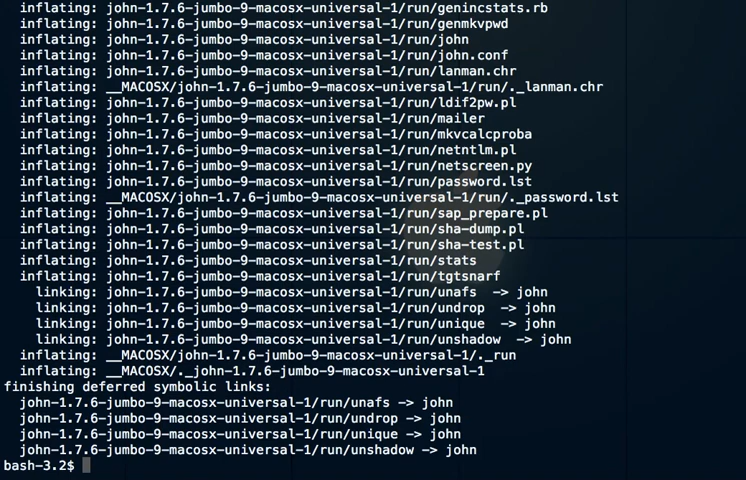 inflating: john-1.7.6-jumbo-9-macosx-universal-1/run/genincstats.rb
inflating: john-1.7.6-jumbo-9-macosx-universal-1/run/genmkvpwd
inflating: john-1.7.6-jumbo-9-macosx-universal-1/run/john
inflating: john-1.7.6-jumbo-9-macosx-universal-1/run/john.conf
inflating: john-1.7.6-jumbo-9-macosx-universal-1/run/lanman.chr
inflating: __MACOSX/john-1.7.6-jumbo-9-macosx-universal-1/run/._lanman.chr
inflating: john-1.7.6-jumbo-9-macosx-universal-1/run/ldif2pw.pl
inflating: john-1.7.6-jumbo-9-macosx-universal-1/run/mailer
inflating: john-1.7.6-jumbo-9-macosx-universal-1/run/mkvcalcproba
inflating: john-1.7.6-jumbo-9-macosx-universal-1/run/netntlm.pl
inflating: john-1.7.6-jumbo-9-macosx-universal-1/run/netscreen.py
inflating: john-1.7.6-jumbo-9-macosx-universal-1/run/password.lst
inflating: __MACOSX/john-1.7.6-jumbo-9-macosx-universal-1/run/._password.lst
inflating: john-1.7.6-jumbo-9-macosx-universal-1/run/sap_prepare.pl
inflating: john-1.7.6-jumbo-9-macosx-universal-1/run/sha-dump.pl
inflating: john-1.7.6-jumbo-9-macosx-universal-1/run/sha-test.pl
inflating: john-1.7.6-jumbo-9-macosx-universal-1/run/stats
inflating: john-1.7.6-jumbo-9-macosx-universal-1/run/tgtsnarf
linking: john-1.7.6-jumbo-9-macosx-universal-1/run/unafs -> john
linking: john-1.7.6-jumbo-9-macosx-universal-1/run/undrop -> john
linking: john-1.7.6-jumbo-9-macosx-universal-1/run/unique -> john
linking: john-1.7.6-jumbo-9-macosx-universal-1/run/unshadow -> john
inflating: __MACOSX/john-1.7.6-jumbo-9-macosx-universal-1/._run
inflating: __MACOSX/._john-1.7.6-jumbo-9-macosx-universal-1
finishing deferred symbolic links:
john-1.7.6-jumbo-9-macosx-universal-1/run/unafs -> john
john-1.7.6-jumbo-9-macosx-universal-1/run/undrop -> john
john-1.7.6-jumbo-9-macosx-universal-1/run/unique -> john
john-1.7.6-jumbo-9-macosx-universal-1/run/unshadow -> john
bash-3.2$